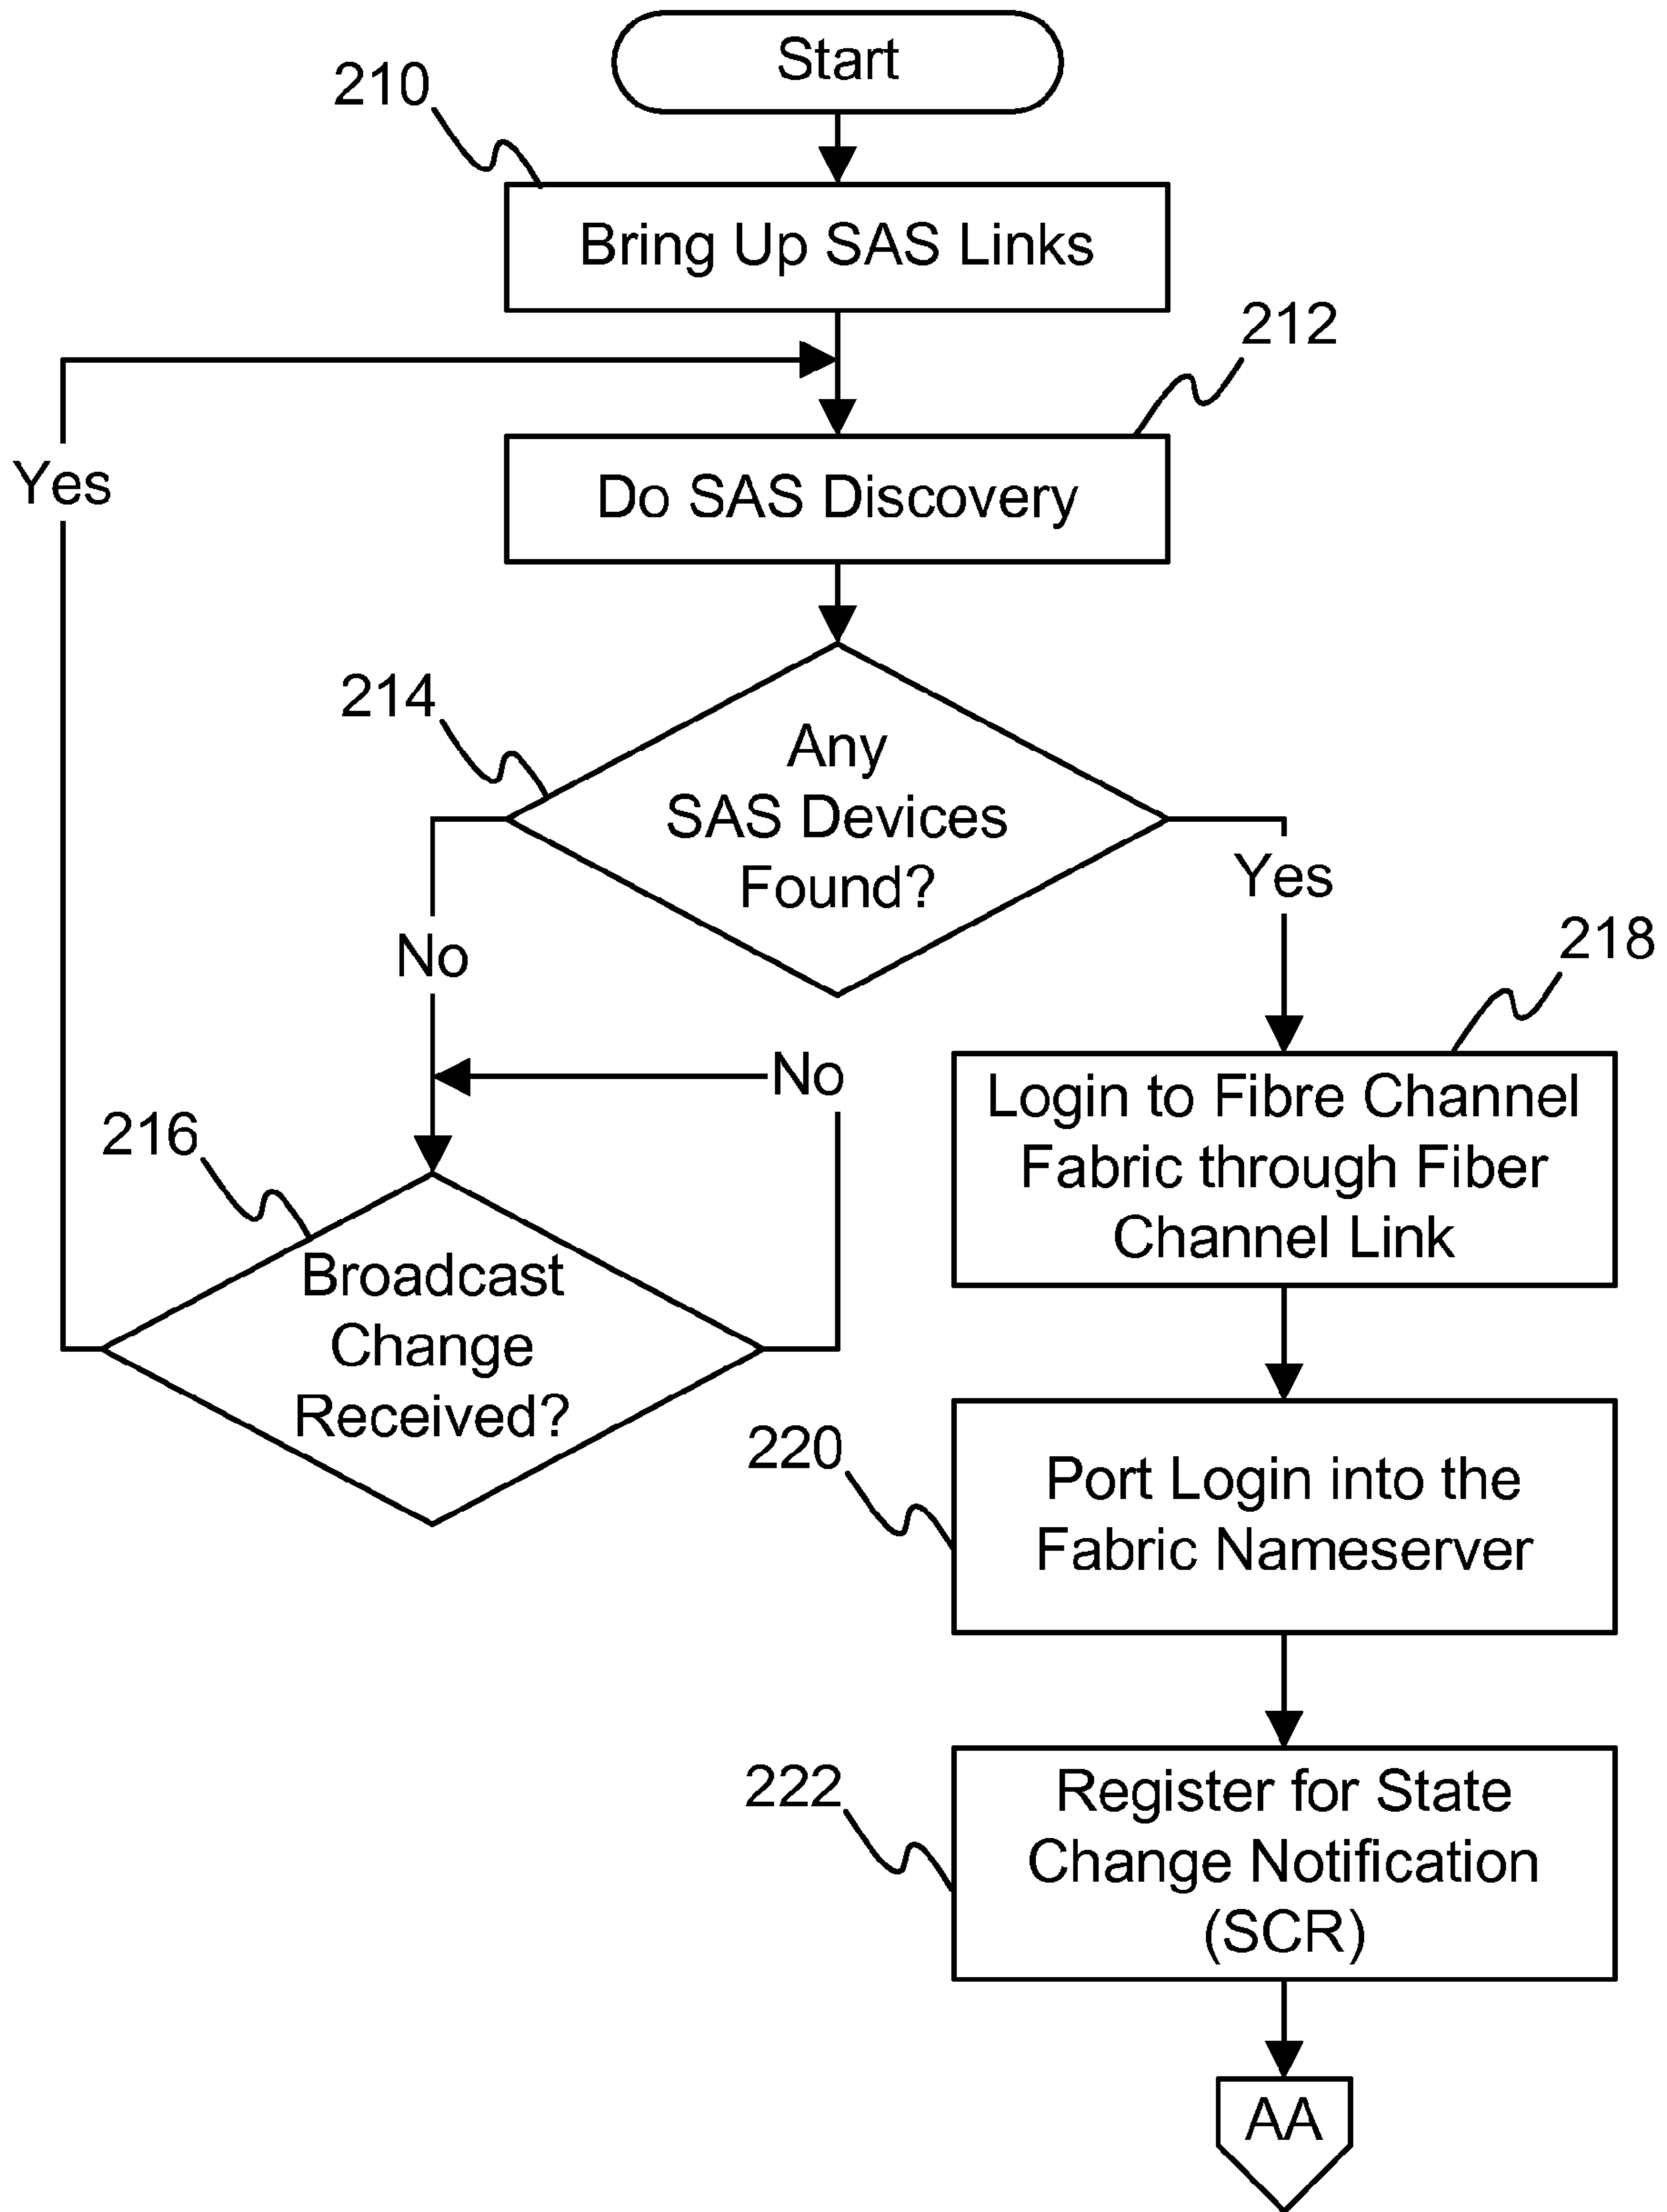 Start
210
Bring Up SAS Links
212
Yes
Do SAS Discovery
214
Any
SAS Devices
Found?
Yes
No
218
No
Login to Fibre Channel
Fabric through Fiber
Channel Link
216
Broadcast
Change
Received?
220
Port Login into the
Fabric Nameserver
222
Register for State
Change Notification
(SCR)
AA